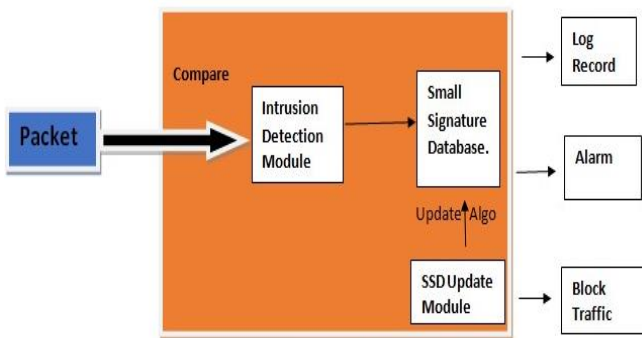 Packet
Compare
Intrusion
Detection
Module
Small
Signature
Database.
Update Algo
SSD Update
Module
Log
Record
Alarm
Block
Traffic